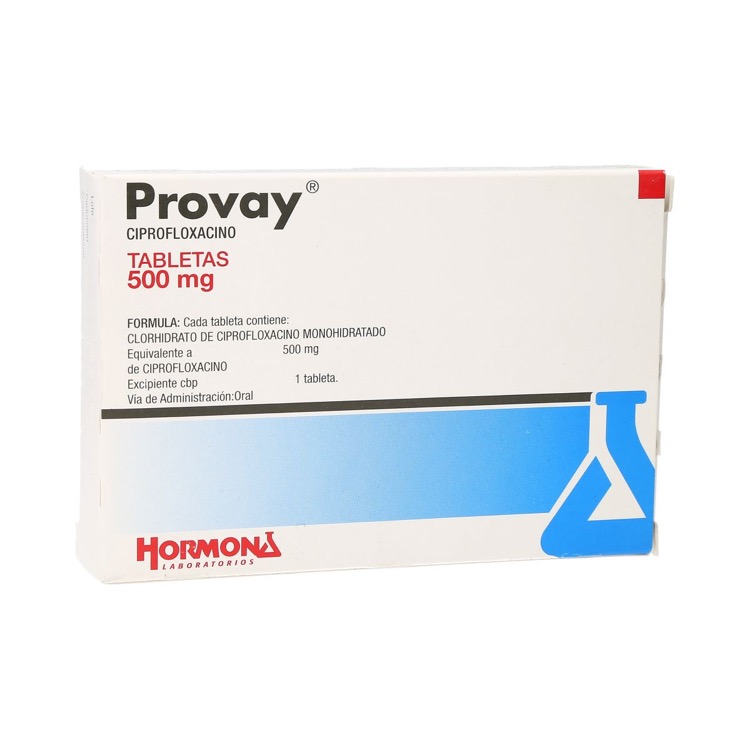 Provay®
CIPROFLOXACINO
TABLETAS
500 mg
FORMULA: Cada tableta contiene:
CLORHIDRATO DE CIPROFLOXACINO MONOHIDRATADO
Equivalente a 500 mg
de CIPROFLOXACINO
Excipiente cbp 1 tableta.
Vía de Administración:Oral
HORMONA
LABORATORIOS